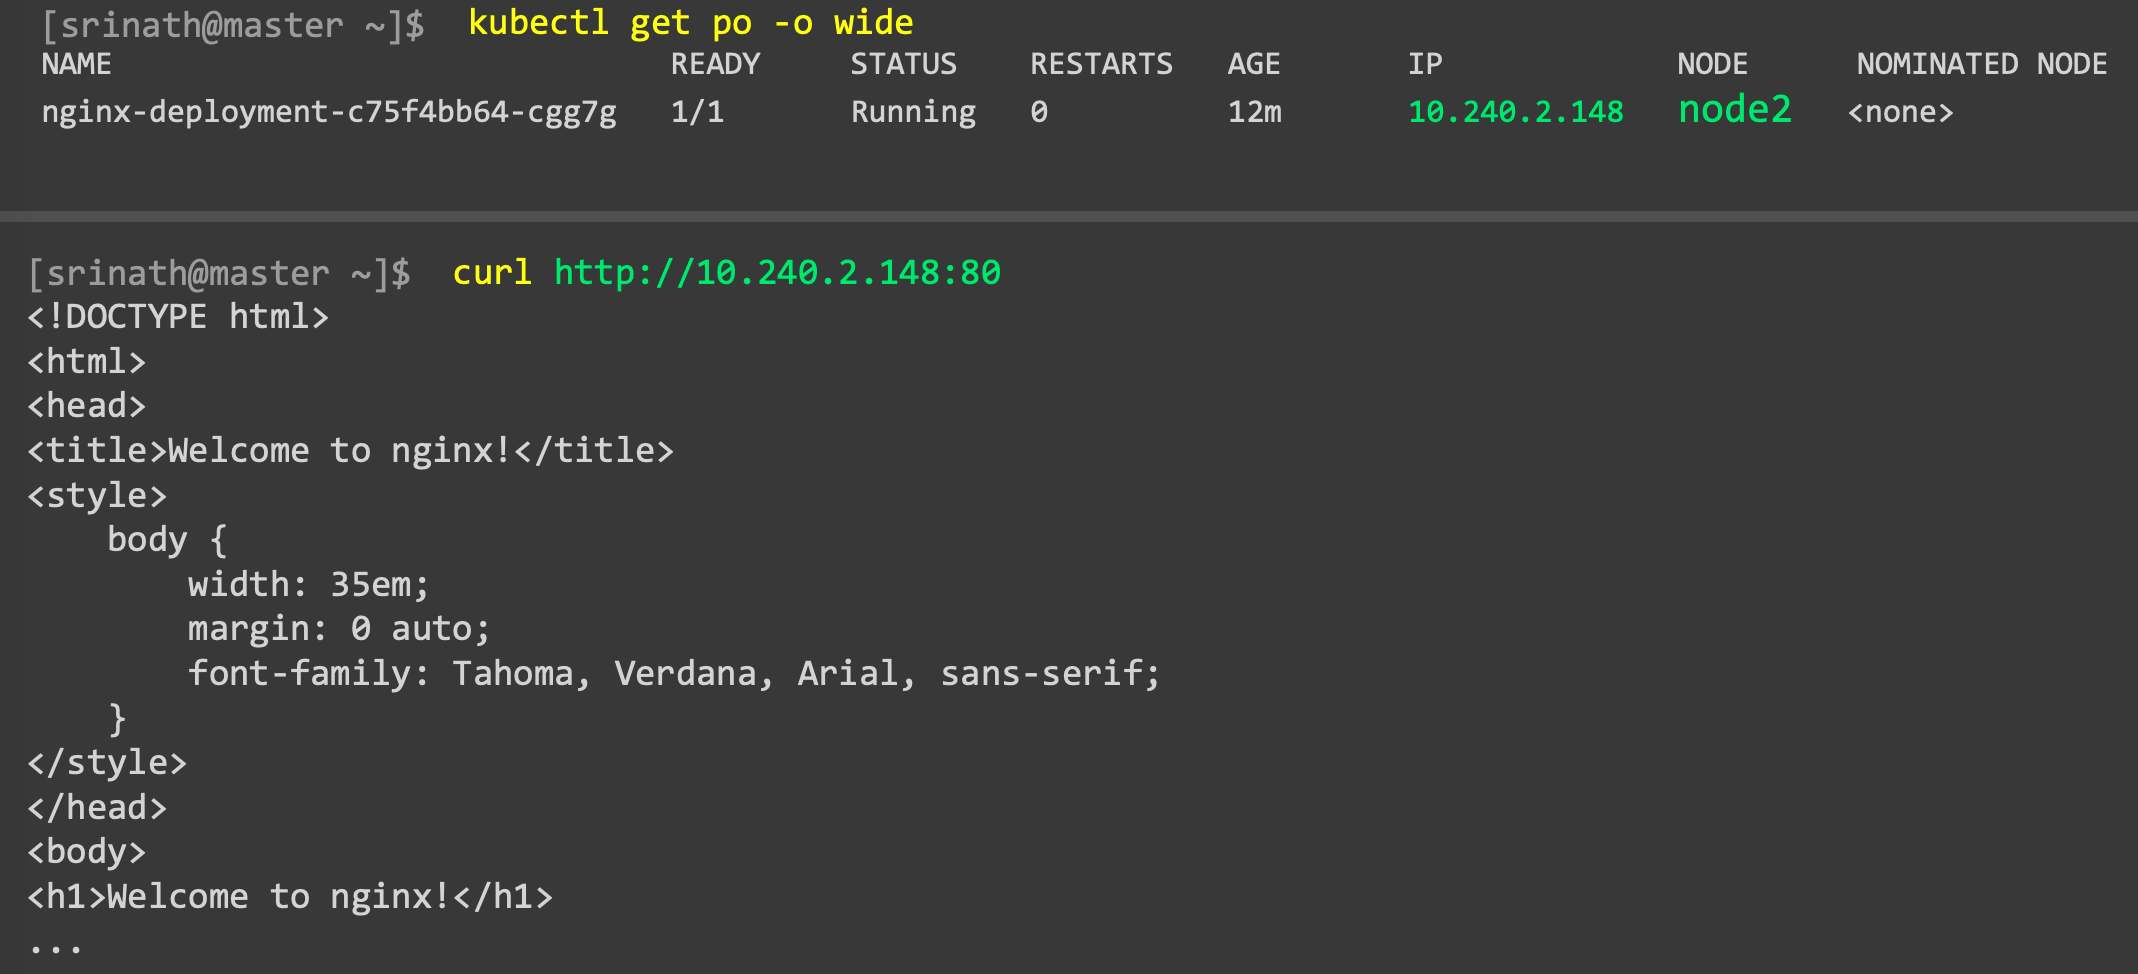 [srinath@master ~]$ kubectl get po -o wide
NAME READY STATUS RESTARTS AGE IP NODE NOMINATED NODE
nginx-deployment-c75f4bb64-cgg7g 1/1 Running 0 12m 10.240.2.148 node2 <none>
[srinath@master ~]$ curl http://10.240.2.148:80
<!DOCTYPE html>
<html>
<head>
<title>Welcome to nginx!</title>
<style>
    body {
        width: 35em;
        margin: 0 auto;
        font-family: Tahoma, Verdana, Arial, sans-serif;
    }
</style>
</head>
<body>
<h1>Welcome to nginx!</h1>
...